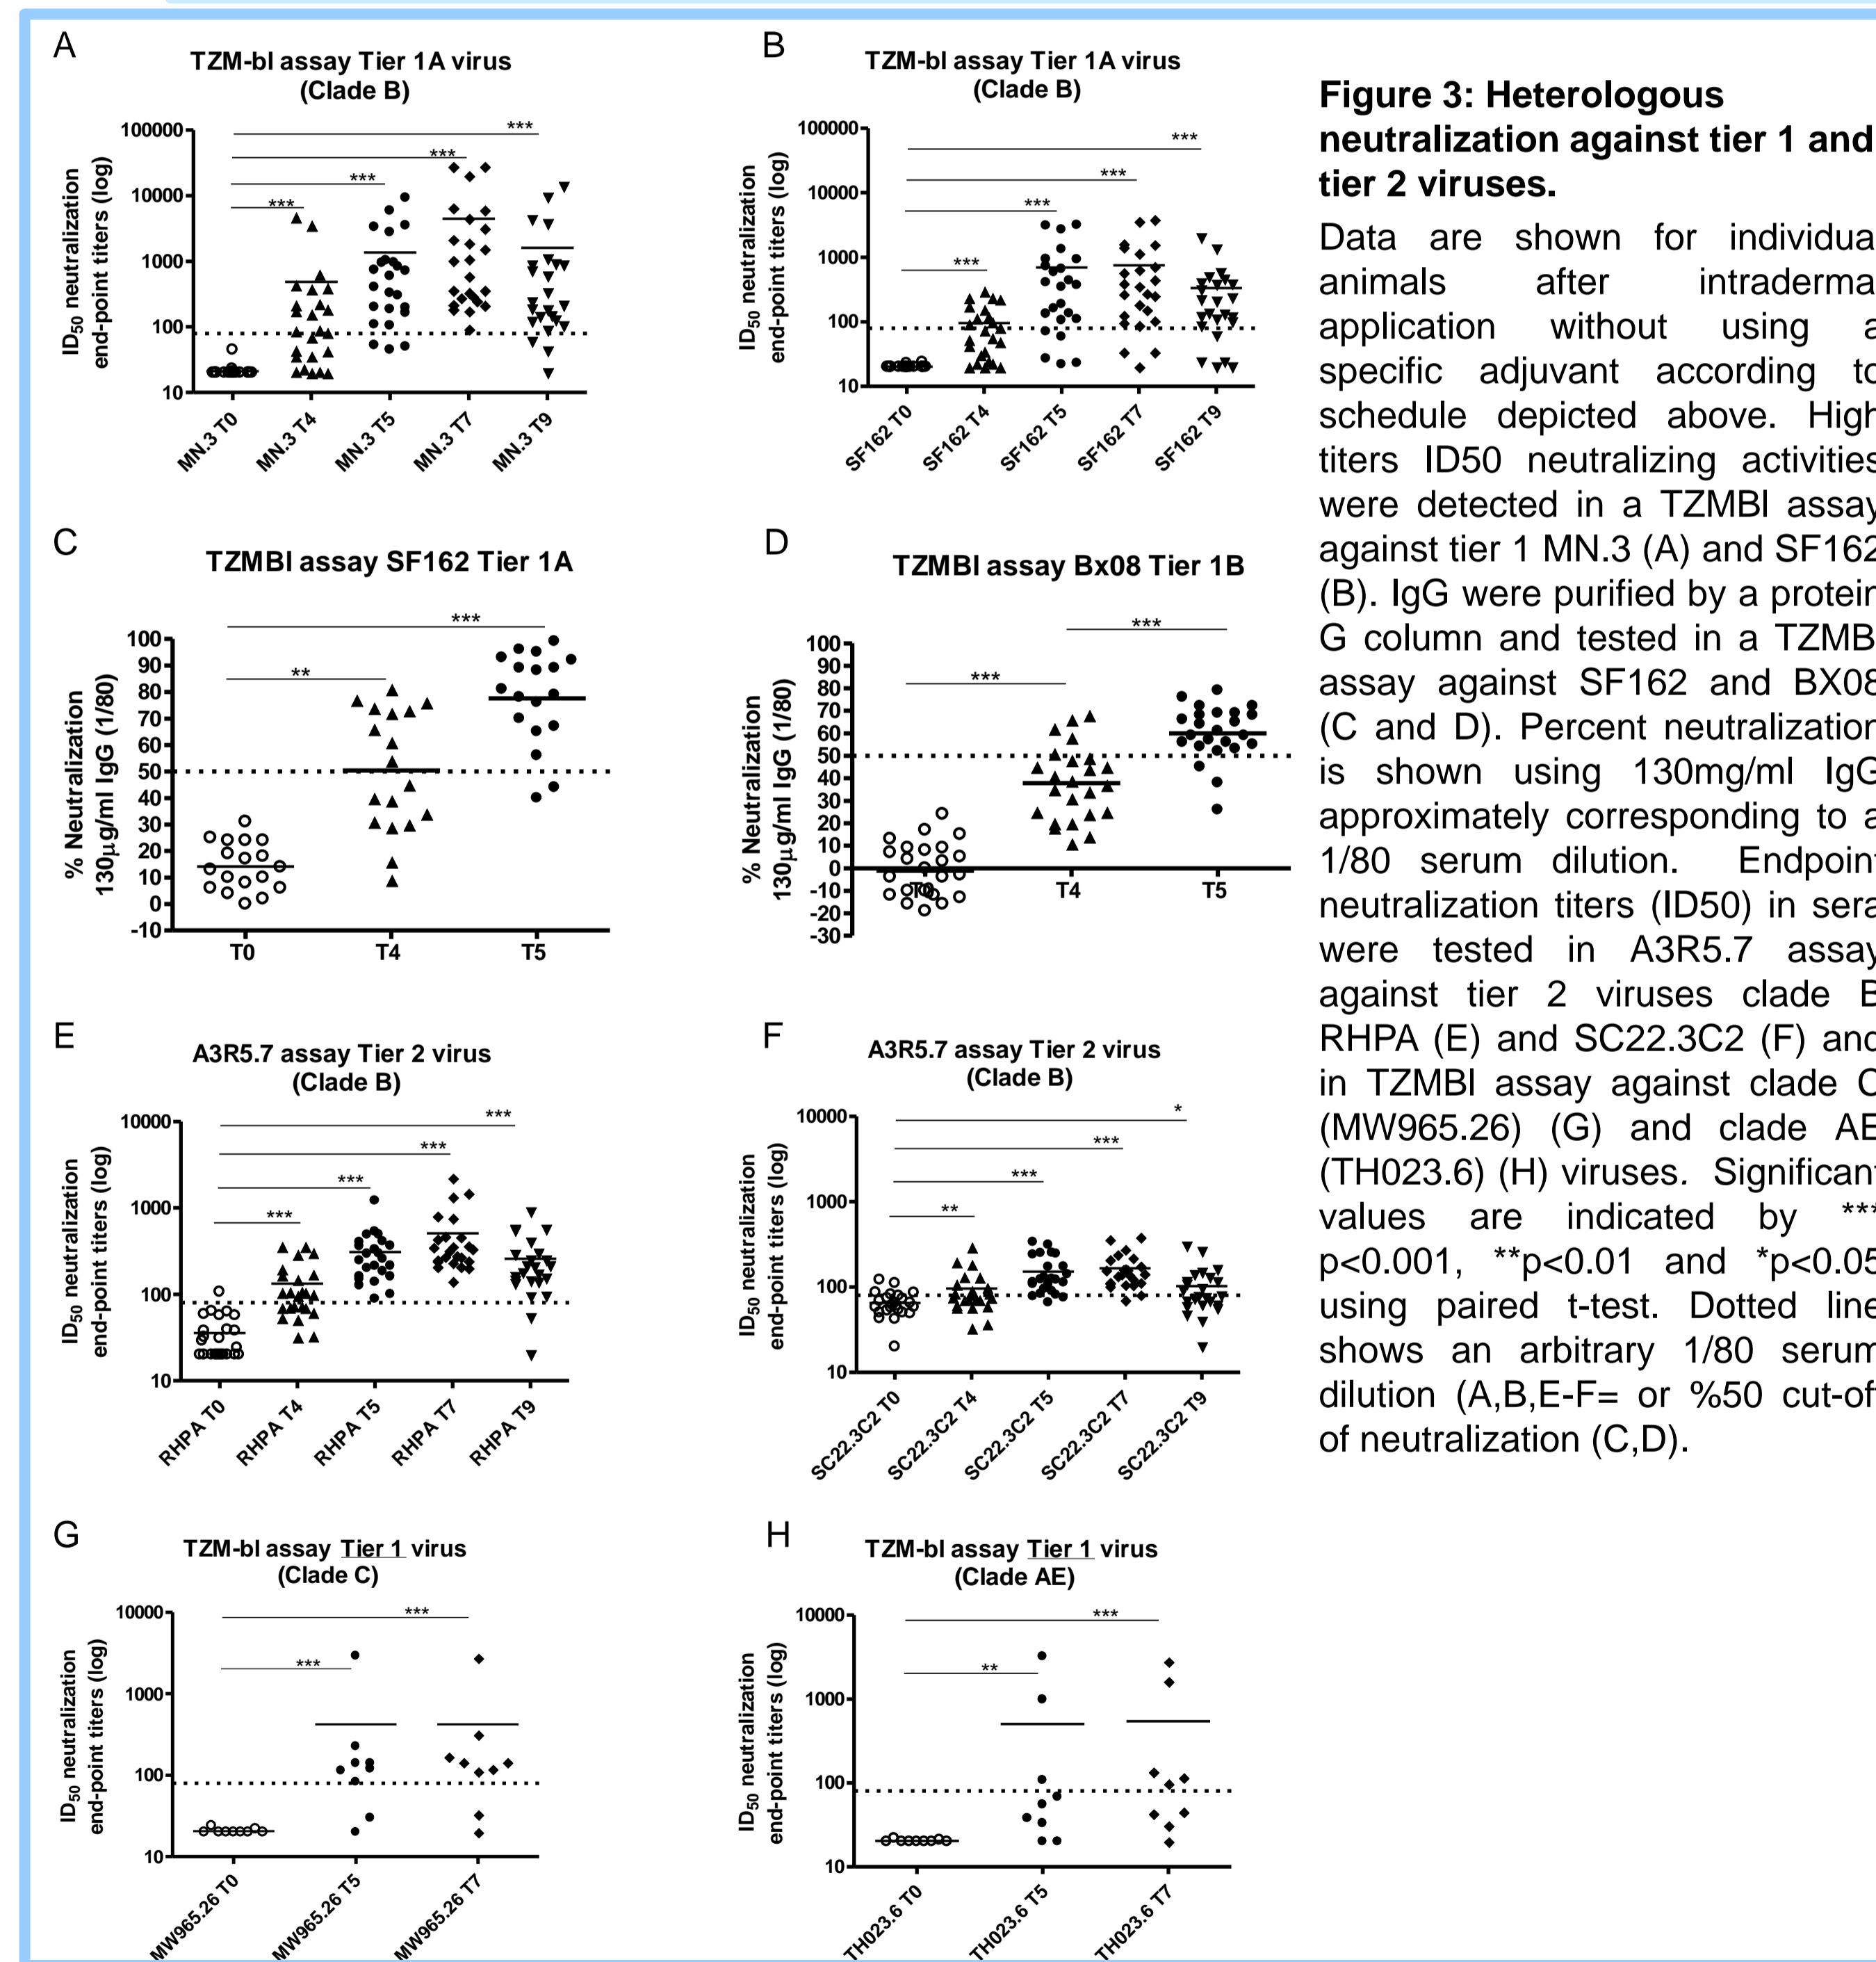 A
TZM-bl assay Tier 1A virus
(Clade B)
ID50 neutralization
end-point titers (log)
100000
10000
1000
100
10
***
***
***
***
MN.3 T0
MN.3 T4
MN.3 T5
MN.3 T7
MN.3 T9
B
TZM-bl assay Tier 1A virus
(Clade B)
ID50 neutralization
end-point titers (log)
100000
10000
1000
100
10
***
***
***
***
SF162 T0
SF162 T4
SF162 T5
SF162 T7
SF162 T9
C
TZMBl assay SF162 Tier 1A
% Neutralization
130µg/ml IgG (1/80)
100
90
80
70
60
50
40
30
20
10
0
-10
***
**
T0
T4
T5
D
TZMBl assay Bx08 Tier 1B
% Neutralization
130µg/ml IgG (1/80)
100
90
80
70
60
50
40
30
20
10
0
-10
-20
-30
***
***
T0
T4
T5
E
A3R5.7 assay Tier 2 virus
(Clade B)
ID50 neutralization
end-point titers (log)
10000
1000
100
10
***
***
***
***
RHPA T0
RHPA T4
RHPA T5
RHPA T7
RHPA T9
F
A3R5.7 assay Tier 2 virus
(Clade B)
ID50 neutralization
end-point titers (log)
10000
1000
100
10
*
***
***
**
SC22.3C2 T0
SC22.3C2 T4
SC22.3C2 T5
SC22.3C2 T7
SC22.3C2 T9
G
TZM-bl assay Tier 1 virus
(Clade C)
ID50 neutralization
end-point titers (log)
10000
1000
100
10
***
***
MW965.26 T0
MW965.26 T5
MW965.26 T7
H
TZM-bl assay Tier 1 virus
(Clade AE)
ID50 neutralization
end-point titers (log)
10000
1000
100
10
***
**
TH023.6 T0
TH023.6 T5
TH023.6 T7
Figure 3: Heterologous
neutralization against tier 1 and
tier 2 viruses.
Data are shown for individua
animals after intraderma
application without using a
specific adjuvant according to
schedule depicted above. High
titers ID50 neutralizing activities
were detected in a TZMBl assay
against tier 1 MN.3 (A) and SF162
(B). IgG were purified by a protein
G column and tested in a TZMB
assay against SF162 and BX08
(C and D). Percent neutralization
is shown using 130mg/ml IgG
approximately corresponding to a
1/80 serum dilution. Endpoint
neutralization titers (ID50) in sera
were tested in A3R5.7 assay
against tier 2 viruses clade B
RHPA (E) and SC22.3C2 (F) and
in TZMBl assay against clade C
(MW965.26) (G) and clade AE
(TH023.6) (H) viruses. Significant
values are indicated by ***
p<0.001, **p<0.01 and *p<0.05
using paired t-test. Dotted line
shows an arbitrary 1/80 serum
dilution (A,B,E-F= or %50 cut-off
of neutralization (C,D).